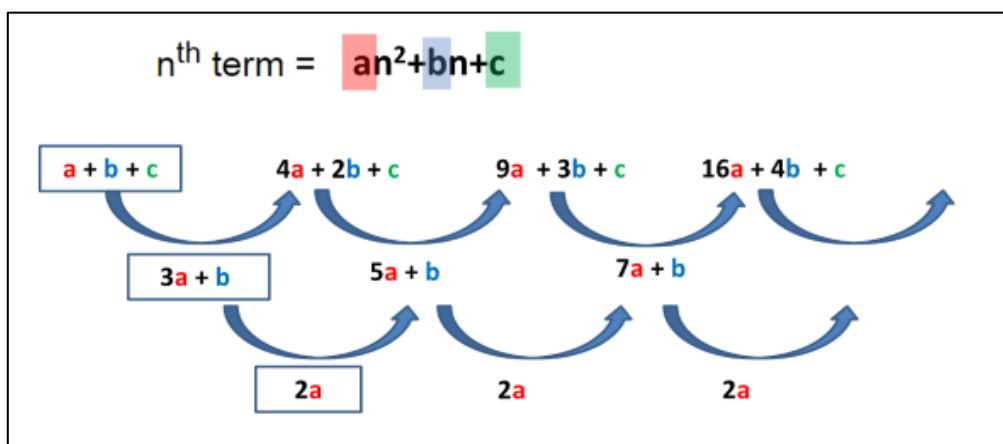 nth term = an²+bn+c
a + b + c 4a + 2b + c 9a + 3b + c 16a + 4b + c
3a + b 5a + b 7a + b
2a 2a 2a